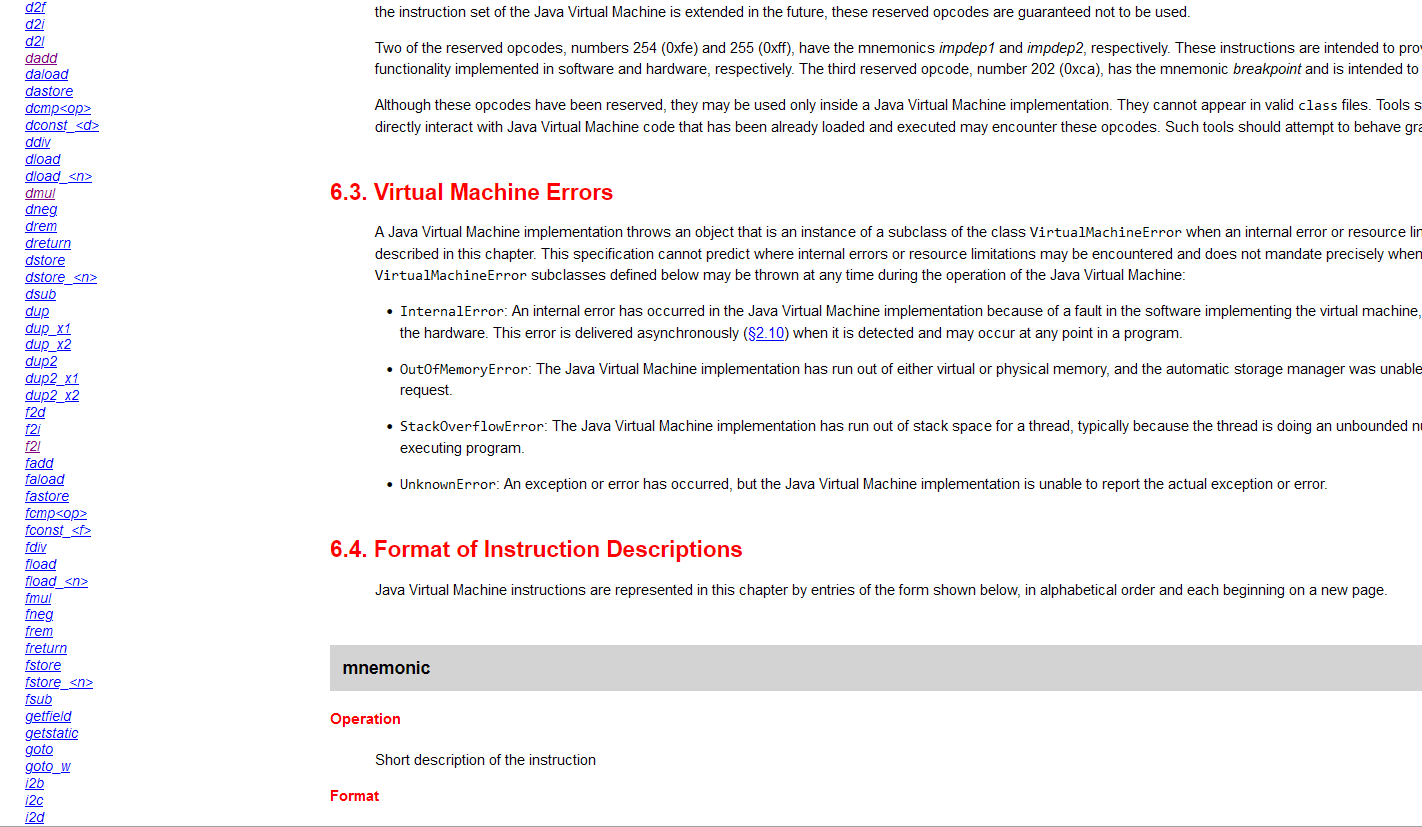 d2f
d2i
d2l
dadd
daload
dastore
dcmp<op>
dconst_<d>
ddiv
dload
dload_<n>
dmul
dneg
drem
dreturn
dstore
dstore_<n>
dsub
dup
dup_x1
dup_x2
dup2
dup2_x1
dup2_x2
f2d
f2i
f2l
fadd
faload
fastore
fcmp<op>
fconst_<f>
fdiv
fload
fload_<n>
fmul
fneg
frem
freturn
fstore
fstore_<n>
fsub
getfield
getstatic
goto
goto_w
i2b
i2c
i2d
the instruction set of the Java Virtual Machine is extended in the future, these reserved opcodes are guaranteed not to be used.
Two of the reserved opcodes, numbers 254 (0xfe) and 255 (0xff), have the mnemonics impdep1 and impdep2, respectively. These instructions are intended to pro
functionality implemented in software and hardware, respectively. The third reserved opcode, number 202 (0xca), has the mnemonic breakpoint and is intended to
Although these opcodes have been reserved, they may be used only inside a Java Virtual Machine implementation. They cannot appear in valid class files. Tools s
directly interact with Java Virtual Machine code that has been already loaded and executed may encounter these opcodes. Such tools should attempt to behave gra
6.3. Virtual Machine Errors
A Java Virtual Machine implementation throws an object that is an instance of a subclass of the class VirtualMachineError when an internal error or resource lim
described in this chapter. This specification cannot predict where internal errors or resource limitations may be encountered and does not mandate precisely when
VirtualMachineError subclasses defined below may be thrown at any time during the operation of the Java Virtual Machine:
• InternalError: An internal error has occurred in the Java Virtual Machine implementation because of a fault in the software implementing the virtual machine,
the hardware. This error is delivered asynchronously (§2.10) when it is detected and may occur at any point in a program.
• OutOfMemoryError: The Java Virtual Machine implementation has run out of either virtual or physical memory, and the automatic storage manager was unable
request.
• StackOverflowError: The Java Virtual Machine implementation has run out of stack space for a thread, typically because the thread is doing an unbounded nu
executing program.
• UnknownError: An exception or error has occurred, but the Java Virtual Machine implementation is unable to report the actual exception or error.
6.4. Format of Instruction Descriptions
Java Virtual Machine instructions are represented in this chapter by entries of the form shown below, in alphabetical order and each beginning on a new page.
mnemonic
Operation
Short description of the instruction
Format